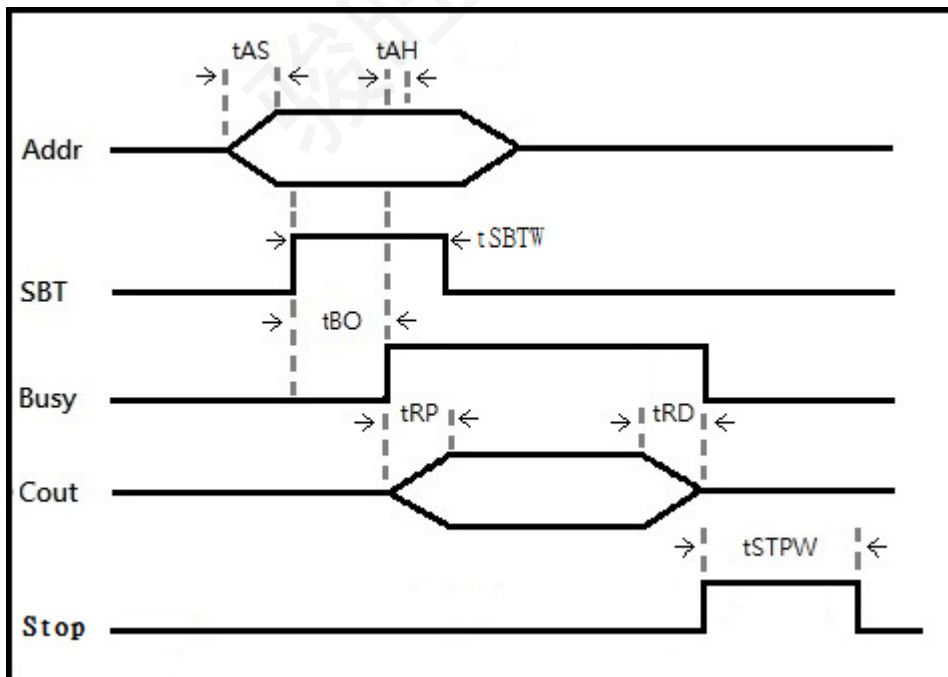 tAS
tAH
Addr
tSBTW
SBT
tBO
Busy
tRP
tRD
Cout
tSTPW
Stop